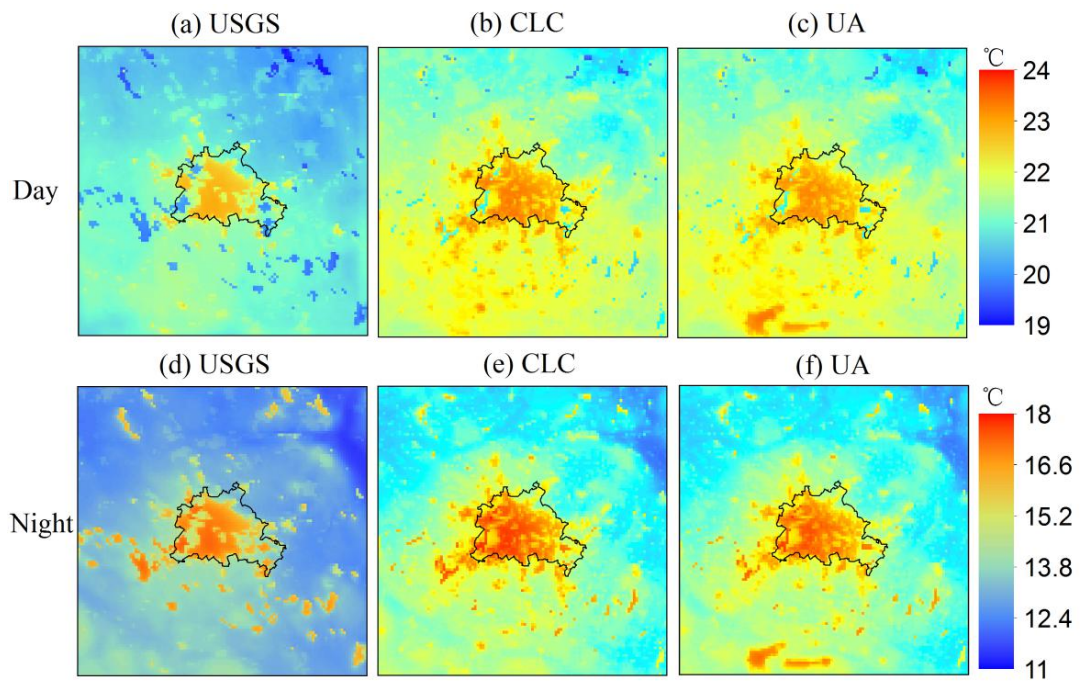 (a) USGS
(b) CLC
(c) UA
Day
℃
24
23
22
21
20
19
(d) USGS
(e) CLC
(f) UA
Night
℃
18
16.6
15.2
13.8
12.4
11